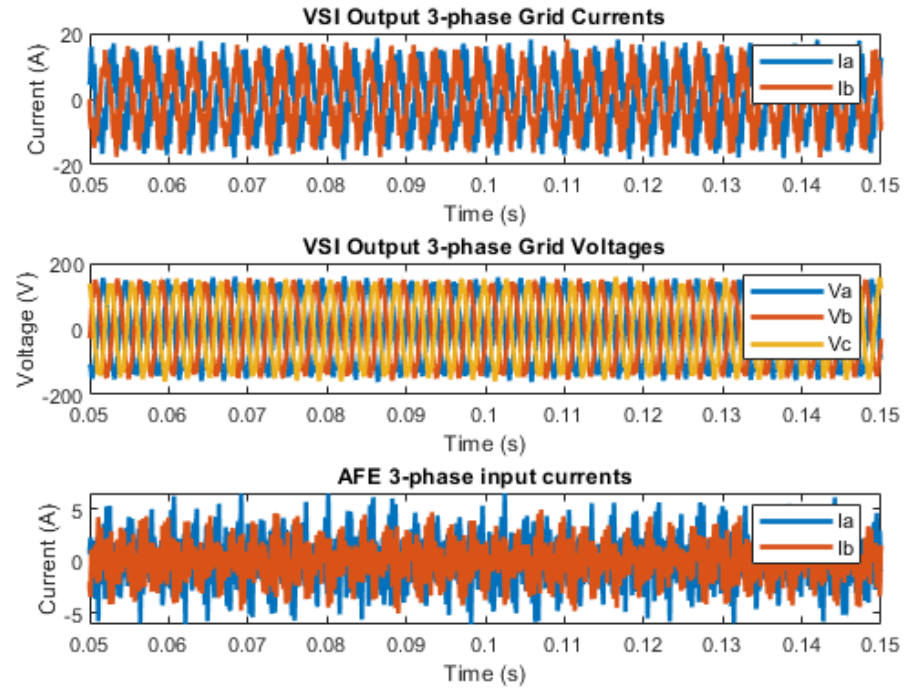 VSI Output 3-phase Grid Currents
Current (A)
20
0
-20
Ia
Ib
0.05 0.06 0.07 0.08 0.09 0.1 0.11 0.12 0.13 0.14 0.15
Time (s)
VSI Output 3-phase Grid Voltages
Voltage (V)
200
0
-200
Va
Vb
Vc
0.05 0.06 0.07 0.08 0.09 0.1 0.11 0.12 0.13 0.14 0.15
Time (s)
AFE 3-phase input currents
Current (A)
5
0
-5
Ia
Ib
0.05 0.06 0.07 0.08 0.09 0.1 0.11 0.12 0.13 0.14 0.15
Time (s)